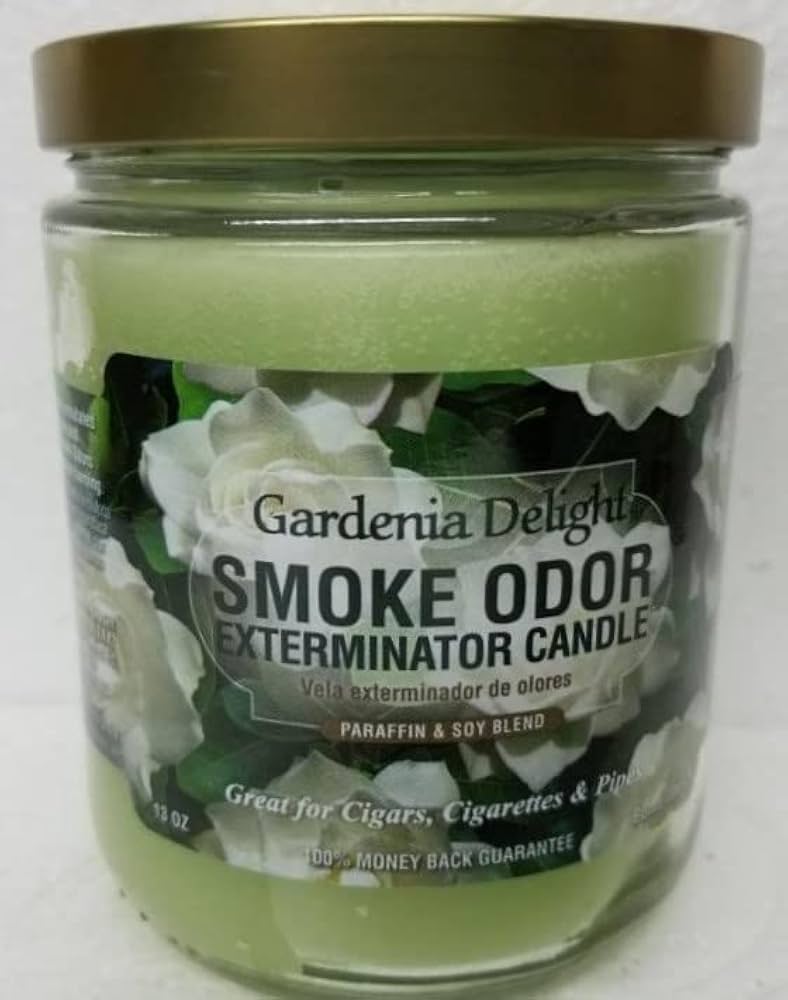 Gardenia Delight
SMOKE ODOR
EXTERMINATOR CANDLE
Vela exterminador de olores
PARAFFIN & SOY BLEND
Great for Cigars, Cigarettes & Pipes
13 OZ
100% MONEY BACK GUARANTEE